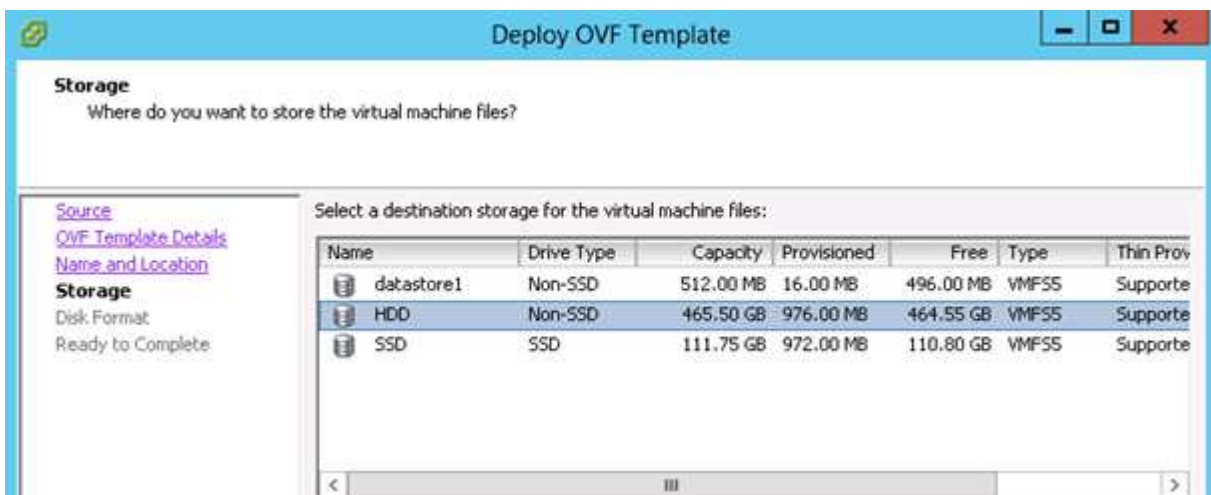 Deploy OVF Template
Storage
Where do you want to store the virtual machine files?
Source
OVF Template Details
Name and Location
Storage
Disk Format
Ready to Complete
Select a destination storage for the virtual machine files:
Name Drive Type Capacity Provisioned Free Type Thin Prov
datastore1 Non-SSD 512.00 MB 16.00 MB 496.00 MB VMFS5 Supporte
HDD Non-SSD 465.50 GB 976.00 MB 464.55 GB VMFS5 Supporte
SSD SSD 111.75 GB 972.00 MB 110.80 GB VMFS5 Supporte